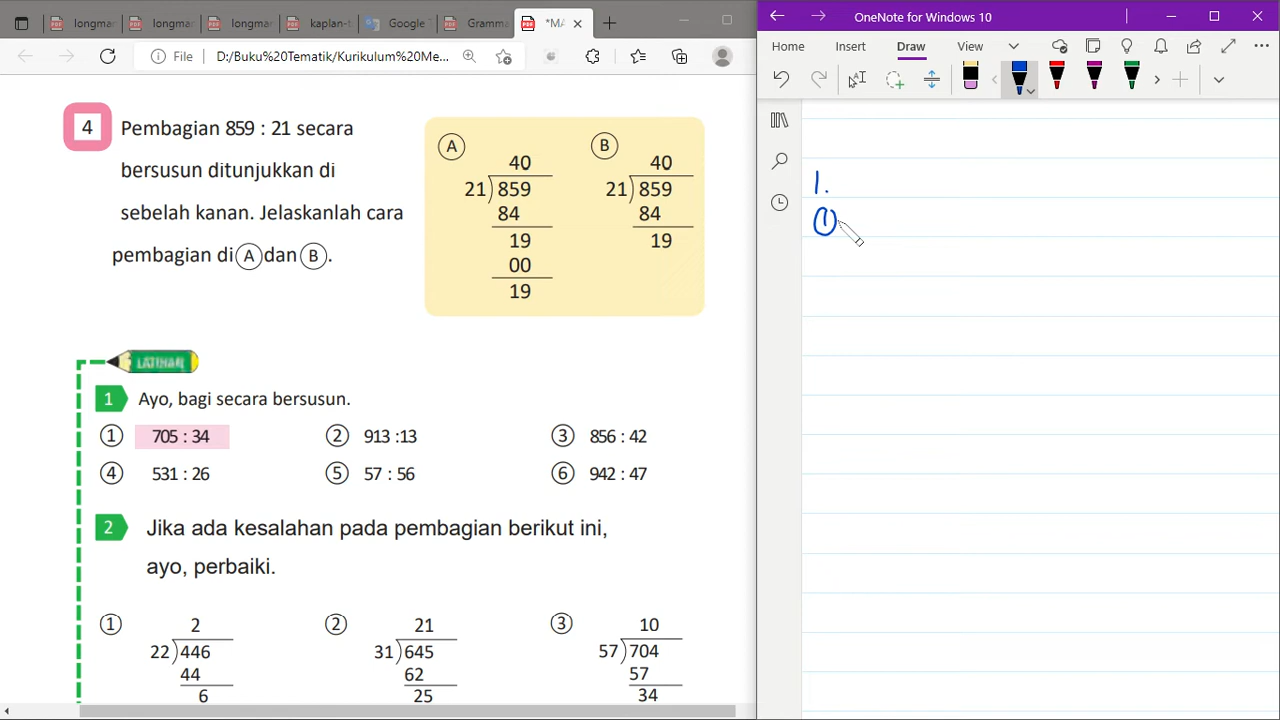 longmar
longmar
longmar
kaplan-t
Google T
Gramma
*MA
OneNote for Windows 10
File
D:/Buku%20Tematik/Kurikulum%20Me...
Home Insert Draw View
4
Pembagian 859 : 21 secara
bersusun ditunjukkan di
sebelah kanan. Jelaskanlah cara
pembagian di A dan B.
A
40
21)859
84
19
00
19
B
40
21)859
84
19
LATIHAN
1 Ayo, bagi secara bersusun.
1 705 : 34 2 913 :13 3 856 : 42
4 531 : 26 5 57 : 56 6 942 : 47
2 Jika ada kesalahan pada pembagian berikut ini,
ayo, perbaiki.
1
2
22)446
44
6
2
21
31)645
62
25
3
10
57)704
57
34
1.
1